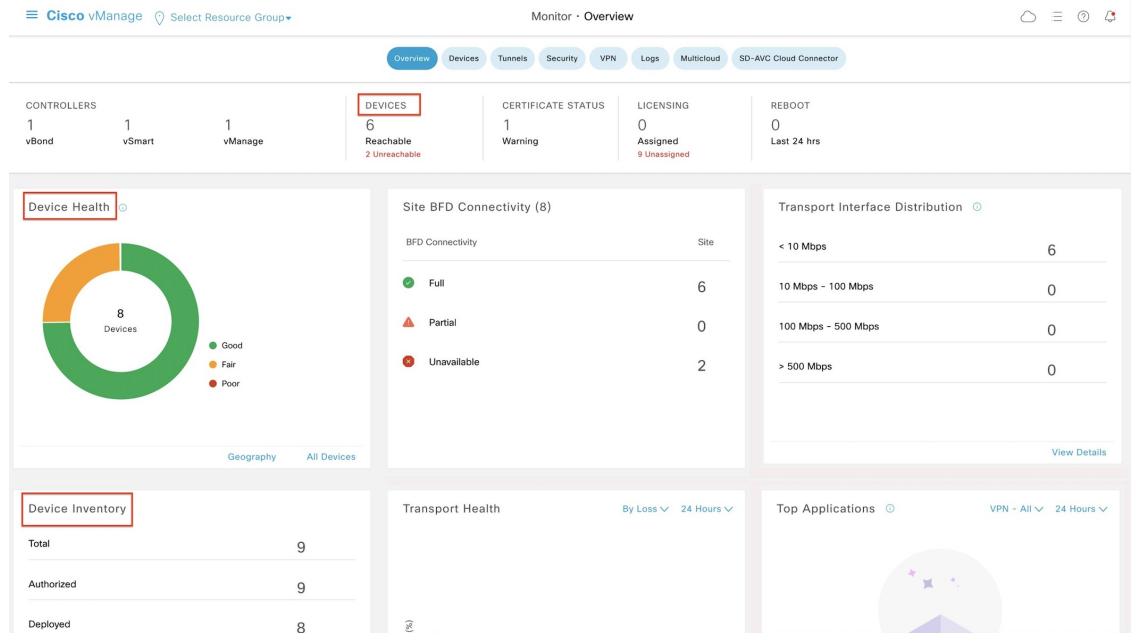 Cisco vManage Select Resource Group Monitor · Overview
Overview Devices Tunnels Security VPN Logs Multicloud SD-AVC Cloud Connector
CONTROLLERS
1 1 1
vBond vSmart vManage
DEVICES
6
Reachable
2 Unreachable
CERTIFICATE STATUS
1
Warning
LICENSING
0
Assigned
9 Unassigned
REBOOT
0
Last 24 hrs
Device Health
8
Devices
Good
Fair
Poor
Geography All Devices
Site BFD Connectivity (8)
BFD Connectivity Site
Full 6
Partial 0
Unavailable 2
Transport Interface Distribution
< 10 Mbps 6
10 Mbps - 100 Mbps 0
100 Mbps - 500 Mbps 0
> 500 Mbps 0
View Details
Device Inventory
Total 9
Authorized 9
Deployed 8
Transport Health By Loss 24 Hours
(%)
Top Applications VPN - All 24 Hours